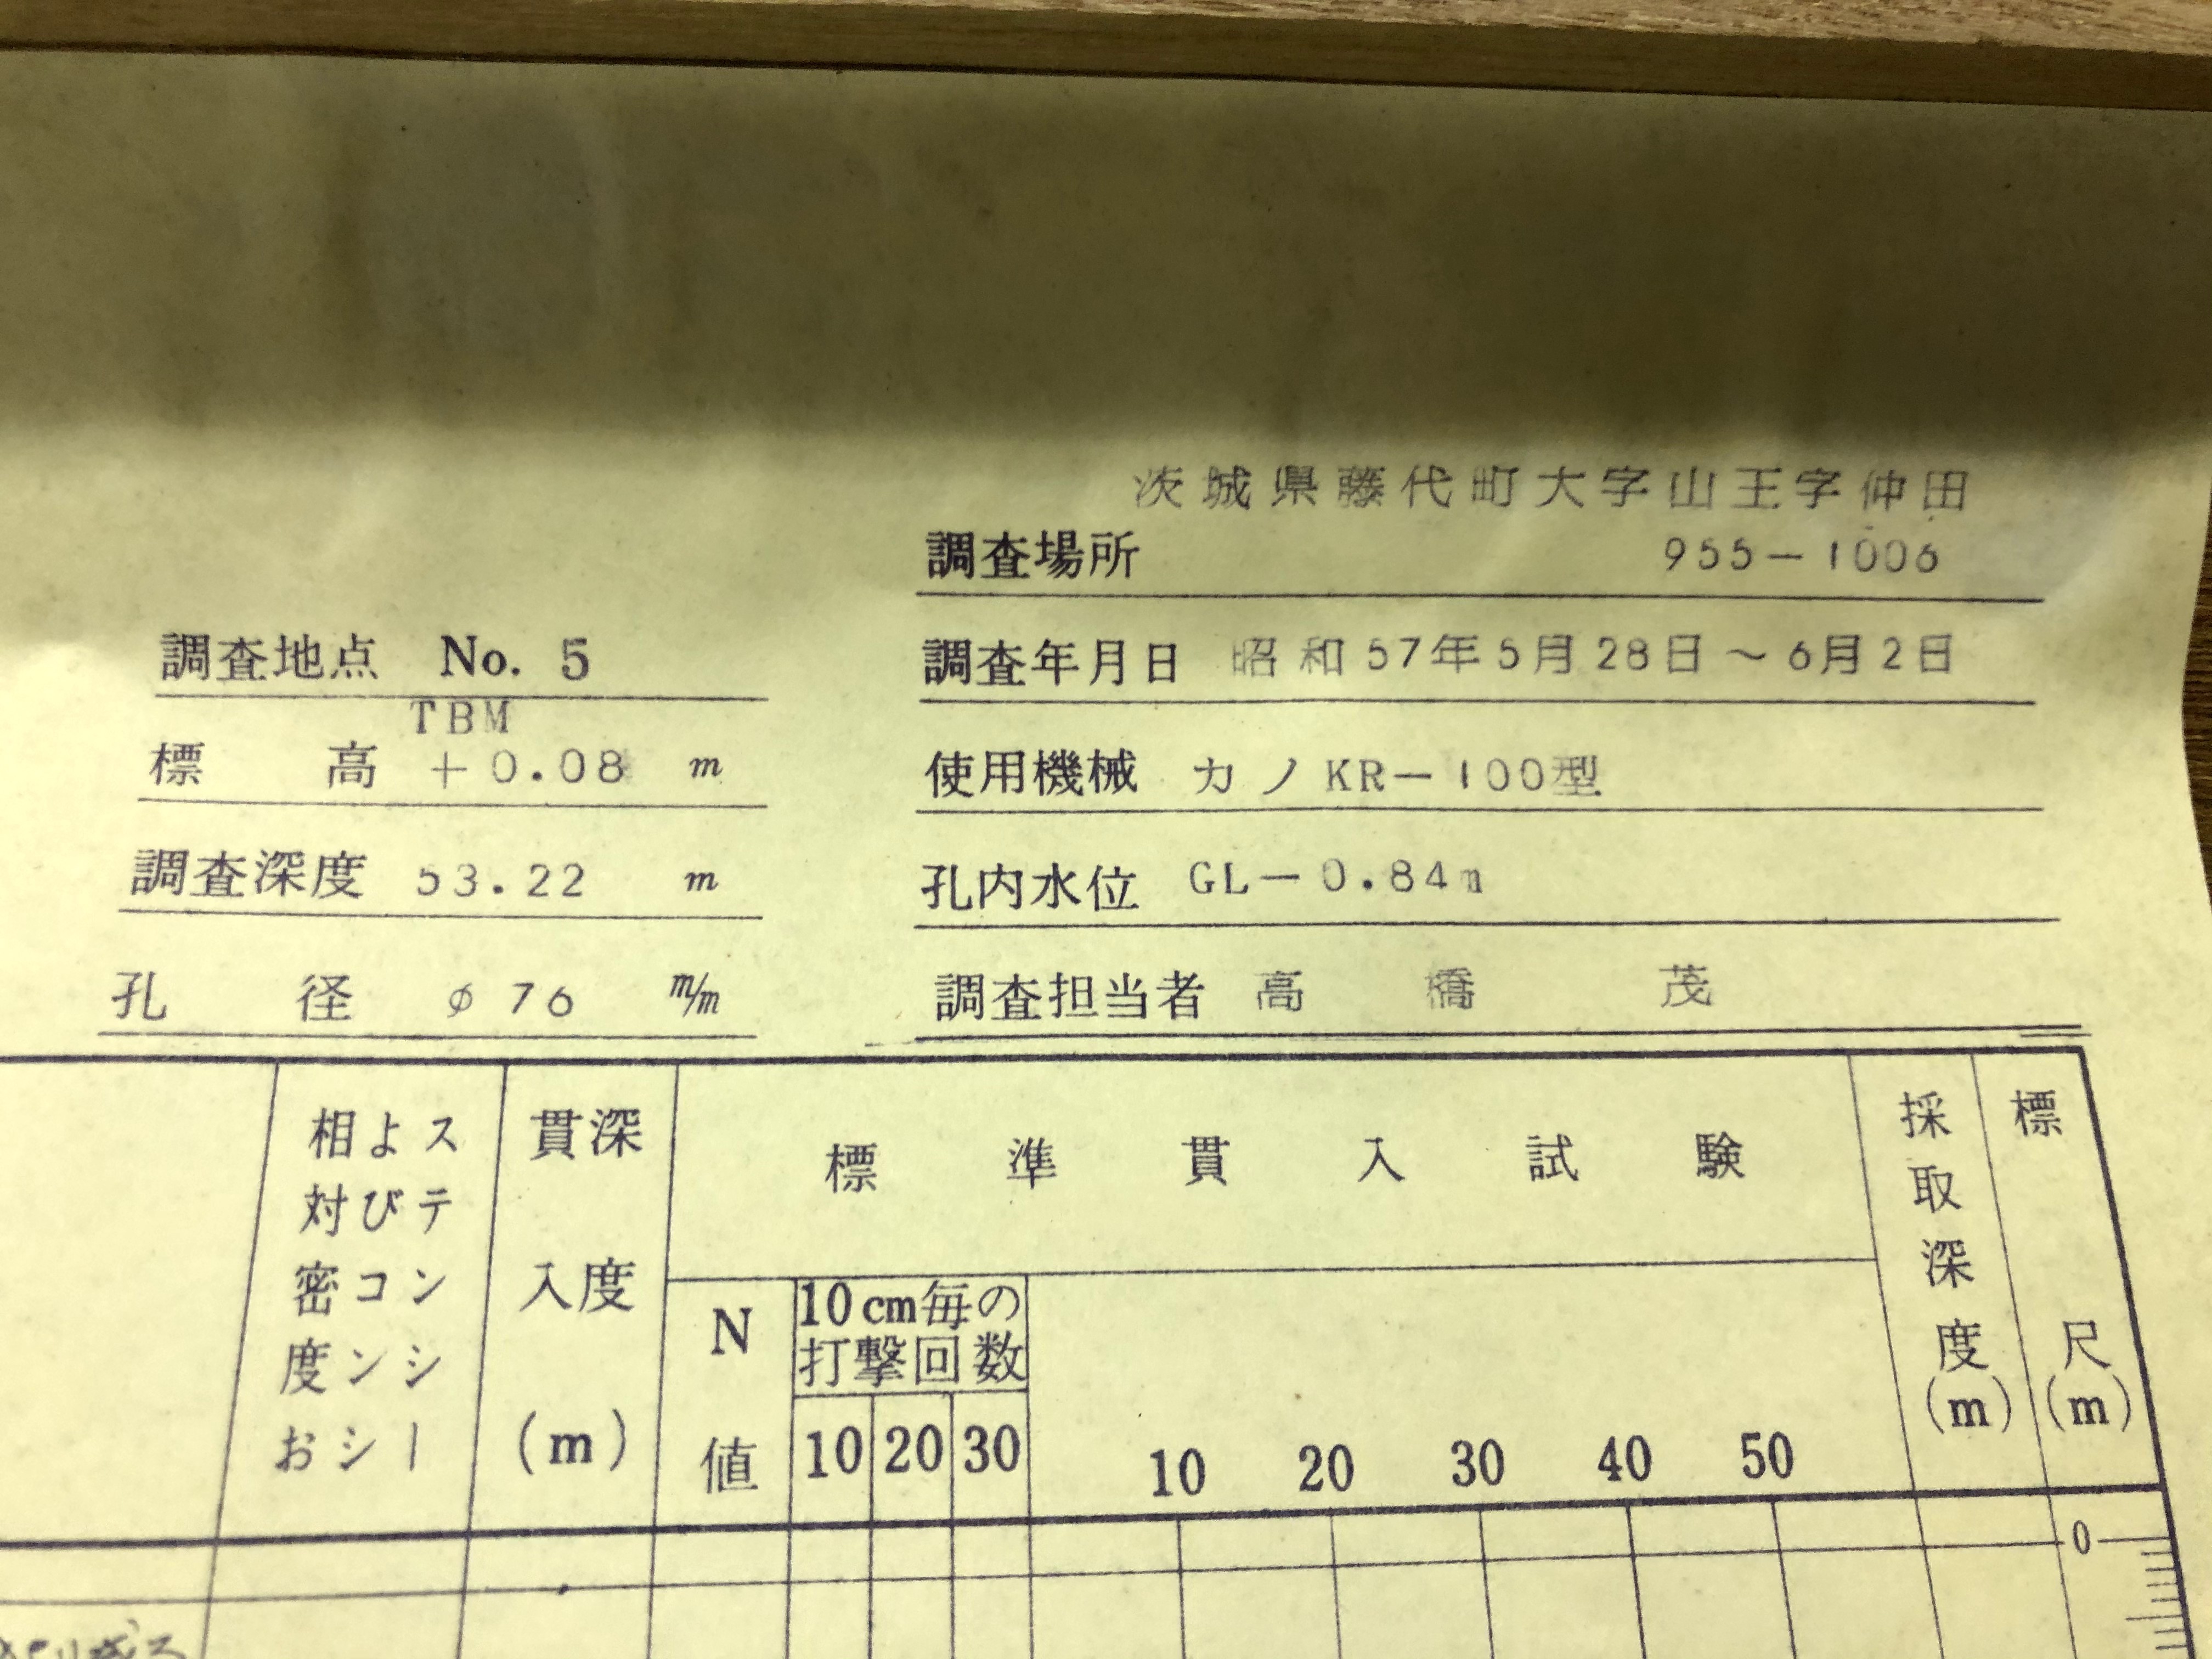 茨城県藤代町大字山王字仲田
調査場所 955-1006
調査地点 No. 5
調査年月日 昭和57年5月28日～6月2日
TBM
標高 +0.08 m
使用機械 カノKR-100型
調査深度 53.22 m
孔内水位 GL-0.84m
孔径 φ76 m/m
調査担当者 高橋 茂
相対密度お
よびコンシ
ステンシー
貫入
深度
(m)
標準貫入試験
N値
10cm毎の
打撃回数
10 20 30
10 20 30 40 50
採取深度(m)
標尺(m)
0